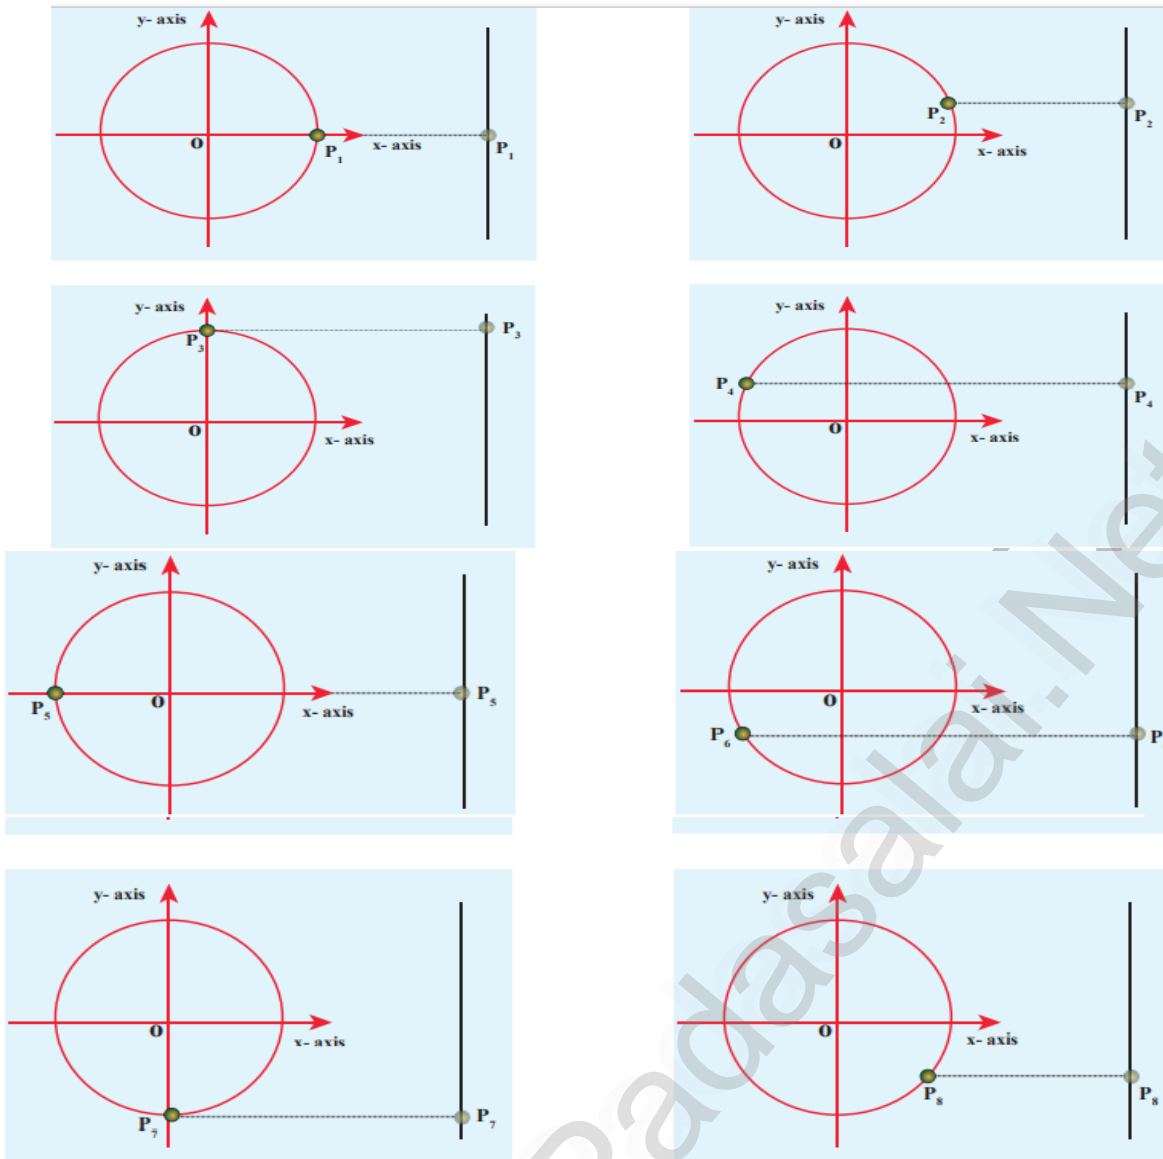 y- axis
O
P1
x- axis
P1
y- axis
O
P2
x- axis
P2
y- axis
P3
O
x- axis
P3
y- axis
P4
O
x- axis
P4
y- axis
P5
O
x- axis
P5
y- axis
P6
O
x- axis
P
y- axis
O
x- axis
P7
P7
y- axis
O
x- axis
P8
P8
Padasalai.Net